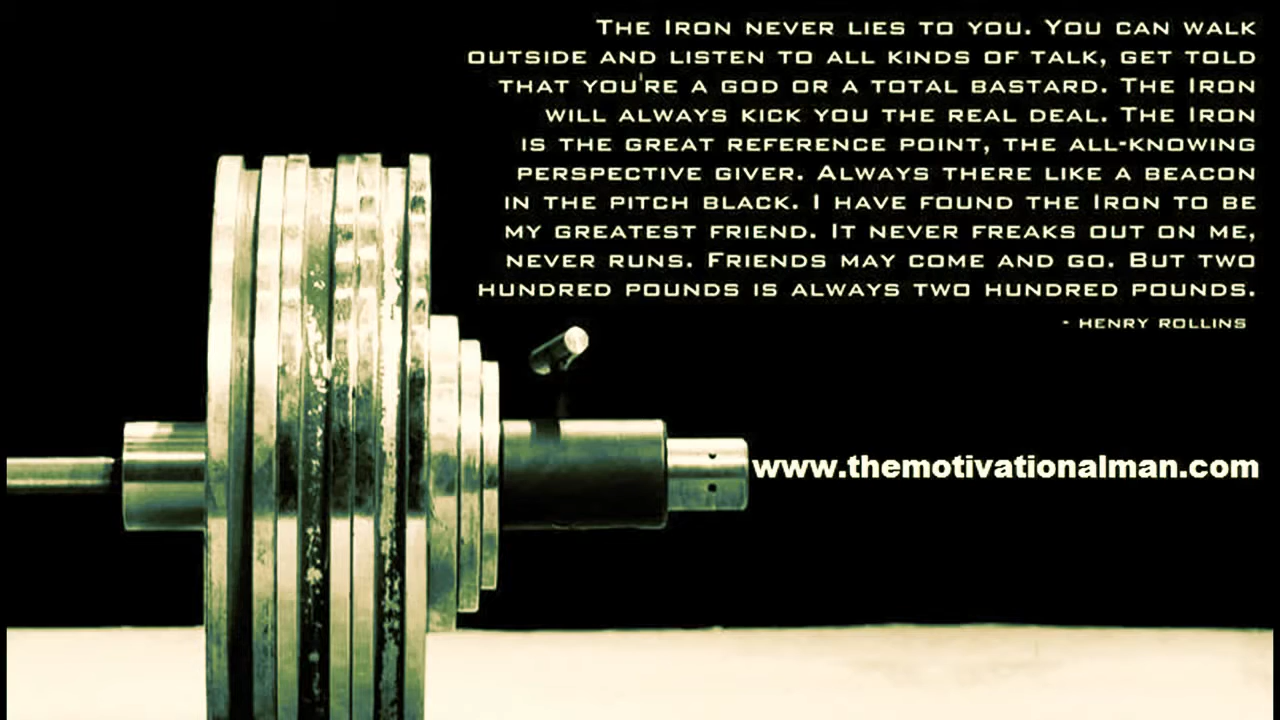 The Iron never lies to you. You can walk
outside and listen to all kinds of talk, get told
that you're a god or a total bastard. The Iron
will always kick you the real deal. The Iron
is the great reference point, the all-knowing
perspective giver. Always there like a beacon
in the pitch black. I have found the Iron to be
my greatest friend. It never freaks out on me,
never runs. Friends may come and go. But two
hundred pounds is always two hundred pounds.
- Henry Rollins
www.themotivationalman.com